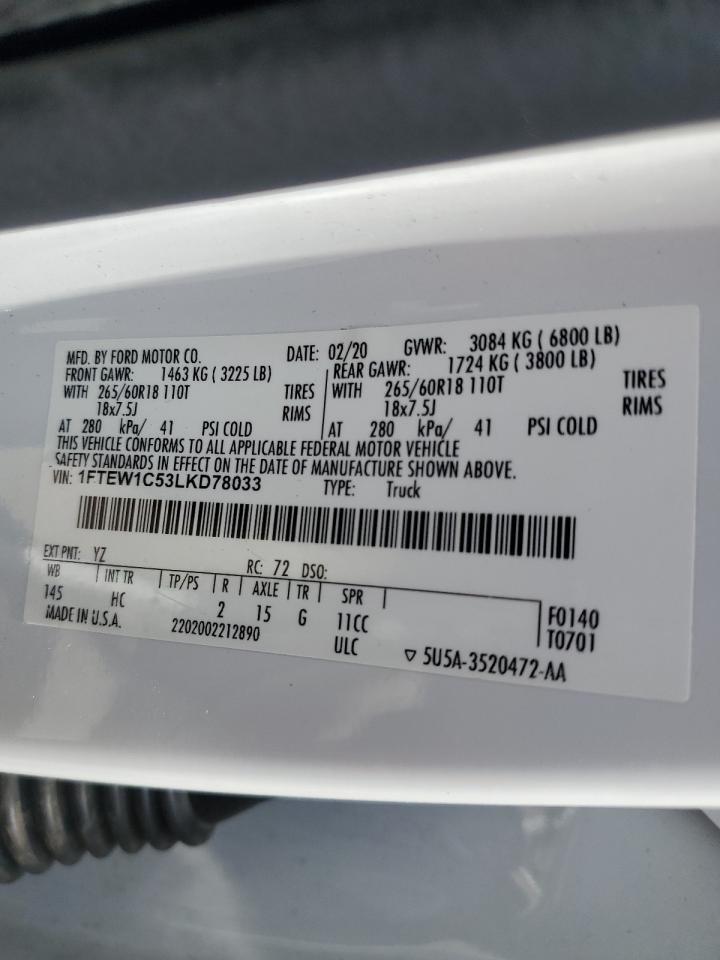 MFD. BY FORD MOTOR CO. DATE: 02/20 GVWR: 3084 KG ( 6800 LB)
FRONT GAWR: 1463 KG ( 3225 LB) REAR GAWR: 1724 KG ( 3800 LB)
WITH 265/60R18 110T TIRES WITH 265/60R18 110T TIRES
18x7.5J RIMS 18x7.5J RIMS
AT 280 kPa/ 41 PSI COLD AT 280 kPa/ 41 PSI COLD
THIS VEHICLE CONFORMS TO ALL APPLICABLE FEDERAL MOTOR VEHICLE
SAFETY STANDARDS IN EFFECT ON THE DATE OF MANUFACTURE SHOWN ABOVE.
VIN: 1FTEW1C53LKD78033 TYPE: Truck
EXT PNT: YZ RC: 72 DSO:
WB INT TR TP/PS R AXLE TR SPR
145 HC 2 15 G 11CC F0140
MADE IN U.S.A. 2202002212890 ULC T0701
▽ 5U5A-3520472-AA